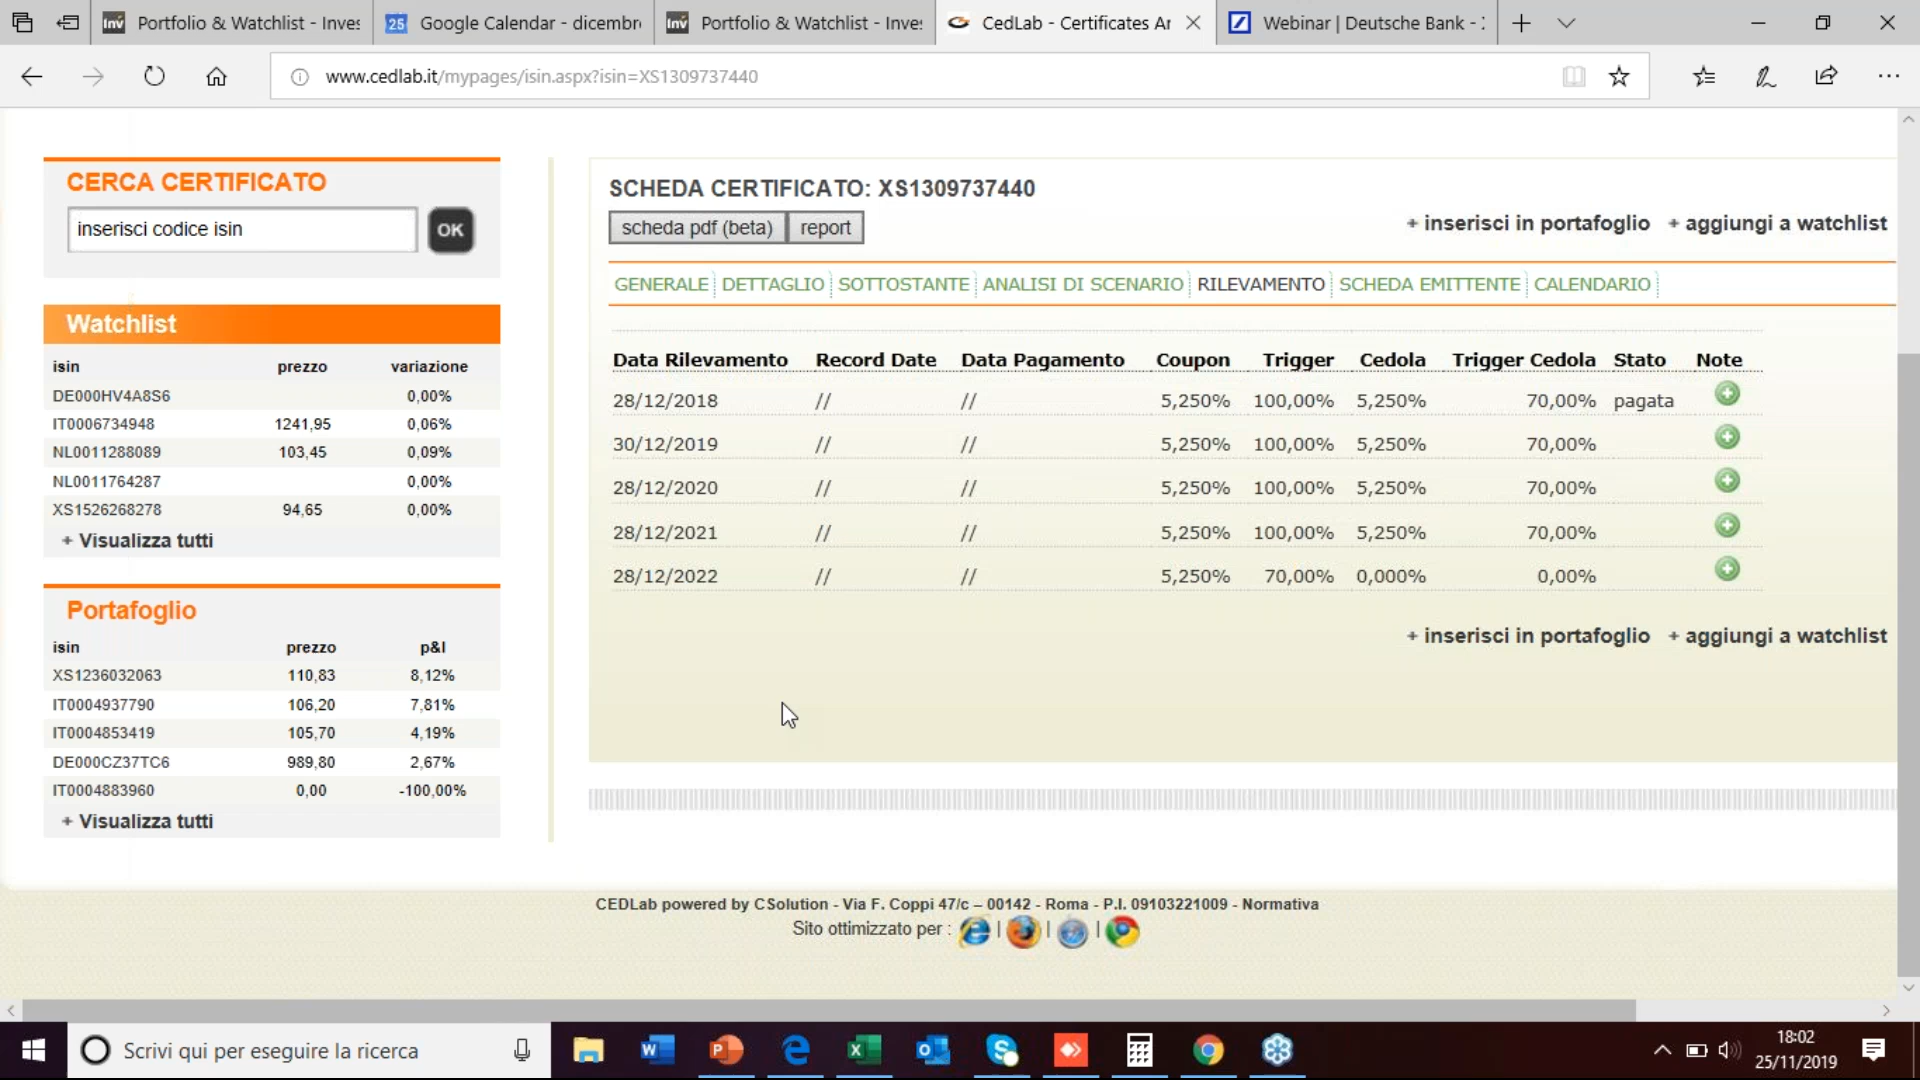 Portfolio & Watchlist - Inves
25 Google Calendar - dicembr
Portfolio & Watchlist - Inves
CedLab - Certificates Ar
Webinar | Deutsche Bank -
www.cedlab.it/mypages/isin.aspx?isin=XS1309737440
CERCA CERTIFICATO
inserisci codice isin OK
Watchlist
isin prezzo variazione
DE000HV4A8S6 0,00%
IT0006734948 1241,95 0,06%
NL0011288089 103,45 0,09%
NL0011764287 0,00%
XS1526268278 94,65 0,00%
+ Visualizza tutti
Portafoglio
isin prezzo p&l
XS1236032063 110,83 8,12%
IT0004937790 106,20 7,81%
IT0004853419 105,70 4,19%
DE000CZ37TC6 989,80 2,67%
IT0004883960 0,00 -100,00%
+ Visualizza tutti
SCHEDA CERTIFICATO: XS1309737440
scheda pdf (beta) report
+ inserisci in portafoglio + aggiungi a watchlist
GENERALE DETTAGLIO SOTTOSTANTE ANALISI DI SCENARIO RILEVAMENTO SCHEDA EMITTENTE CALENDARIO
Data Rilevamento Record Date Data Pagamento Coupon Trigger Cedola Trigger Cedola Stato Note
28/12/2018 // // 5,250% 100,00% 5,250% 70,00% pagata
30/12/2019 // // 5,250% 100,00% 5,250% 70,00%
28/12/2020 // // 5,250% 100,00% 5,250% 70,00%
28/12/2021 // // 5,250% 100,00% 5,250% 70,00%
28/12/2022 // // 5,250% 70,00% 0,000% 0,00%
+ inserisci in portafoglio + aggiungi a watchlist
CEDLab powered by CSolution - Via F. Coppi 47/c – 00142 - Roma - P.I. 09103221009 - Normativa
Sito ottimizzato per : | | |
Scrivi qui per eseguire la ricerca
18:02
25/11/2019